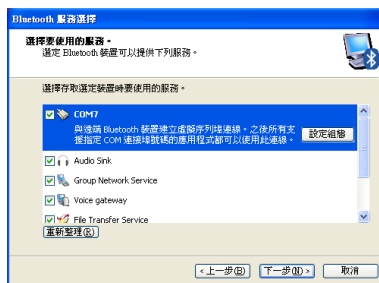 Bluetooth 服務選擇
選擇要使用的服務。
選定 Bluetooth 裝置可以提供下列服務。
選擇存取選定裝置時要使用的服務。
COM7
與遠端 Bluetooth 裝置建立虛擬序列埠連線。之後所有支
援指定 COM 連接埠號碼的應用程式都可以使用此連線。
設定組態
Audio Sink
Group Network Service
Voice gateway
File Transfer Service
重新整理(R)
<上一步(B)
下一步(N)>
取消